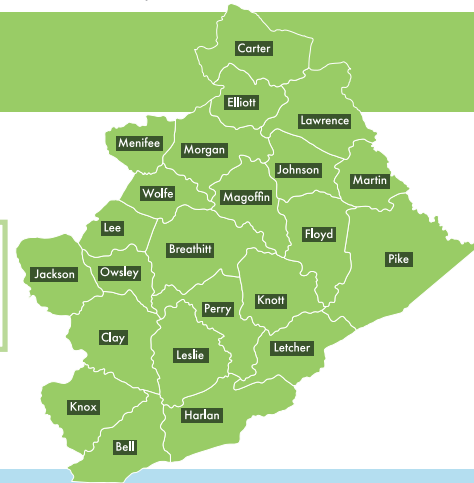 Carter
Elliott
Lawrence
Menifee
Morgan
Johnson
Martin
Wolfe
Magoffin
Lee
Floyd
Breathitt
Pike
Jackson
Owsley
Perry
Knott
Clay
Leslie
Letcher
Knox
Harlan
Bell